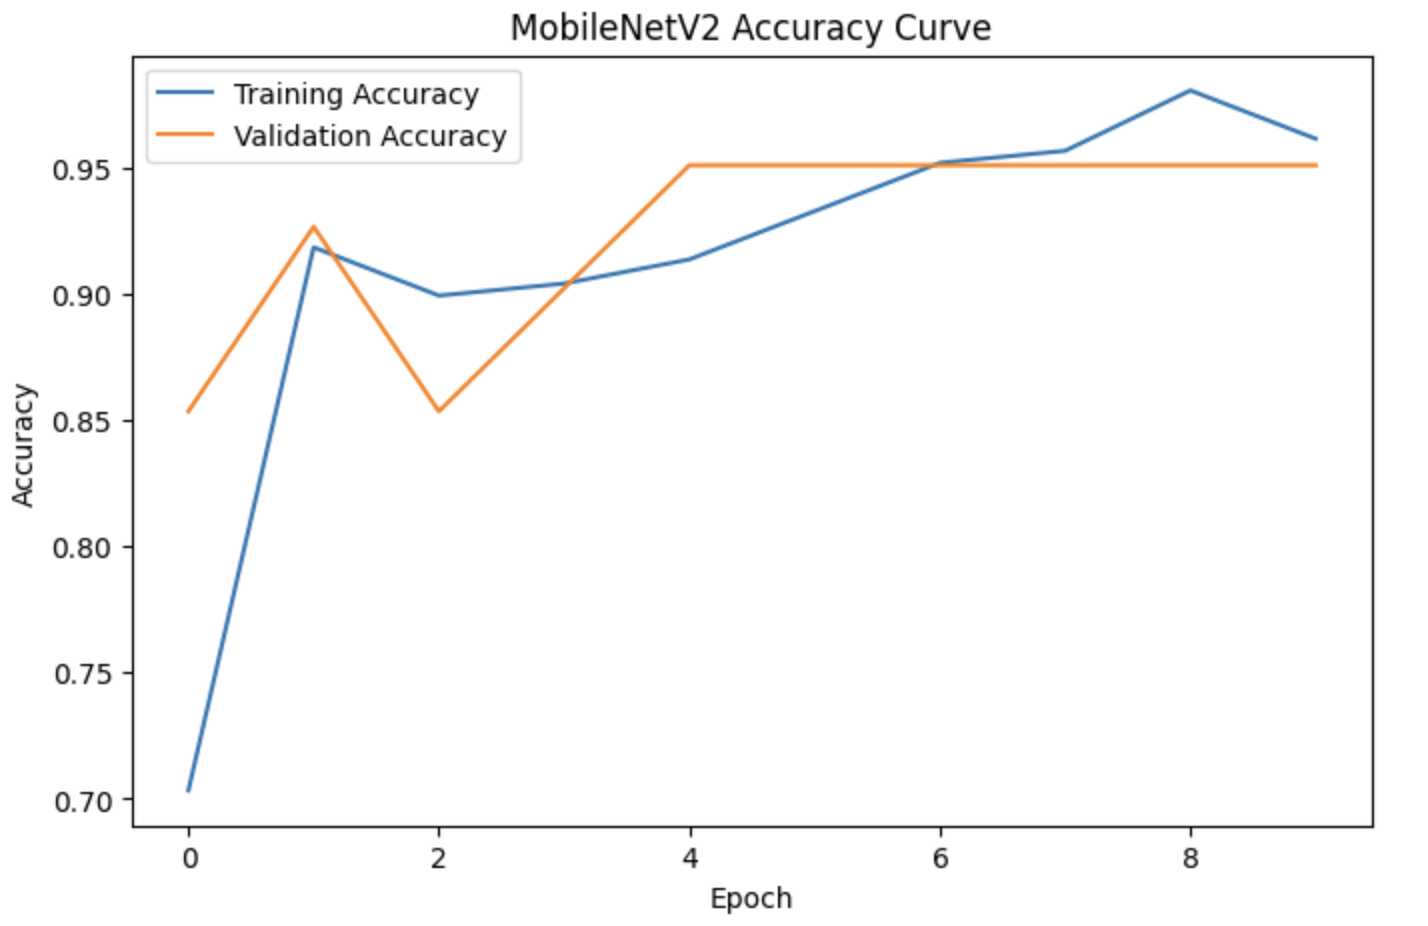 MobileNetV2 Accuracy Curve
Training Accuracy
Validation Accuracy
0.95
0.90
0.85
0.80
0.75
0.70
Accuracy
0 2 4 6 8
Epoch